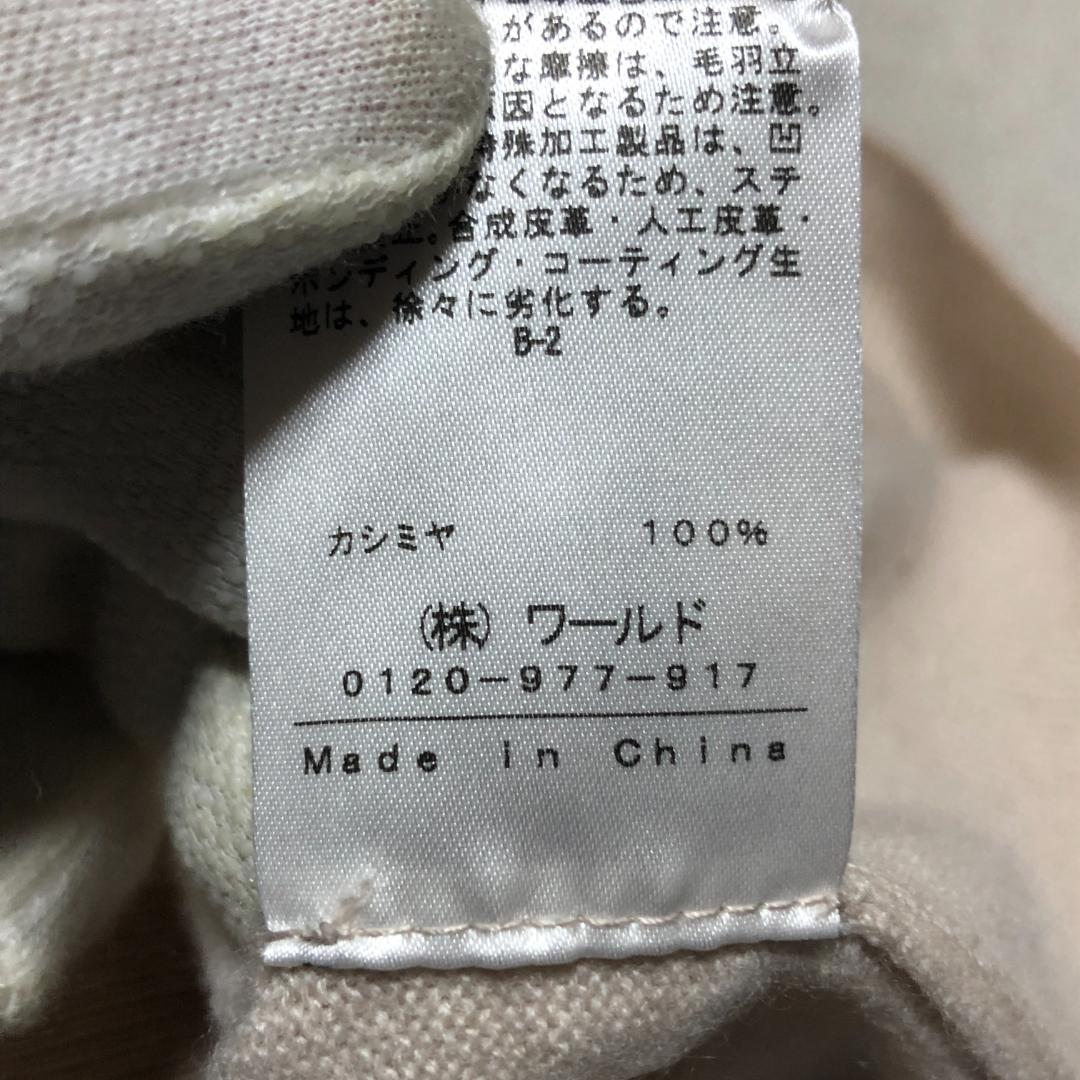 があるので注意。
な摩擦は、毛羽立
因となるため注意。
殊加工製品は、凹
なくなるため、スチ
止。合成皮革・人工皮革・
ボンディング・コーティング生
地は、徐々に劣化する。
B-2
カシミヤ 100%
(株) ワールド
0120-977-917
Made in China